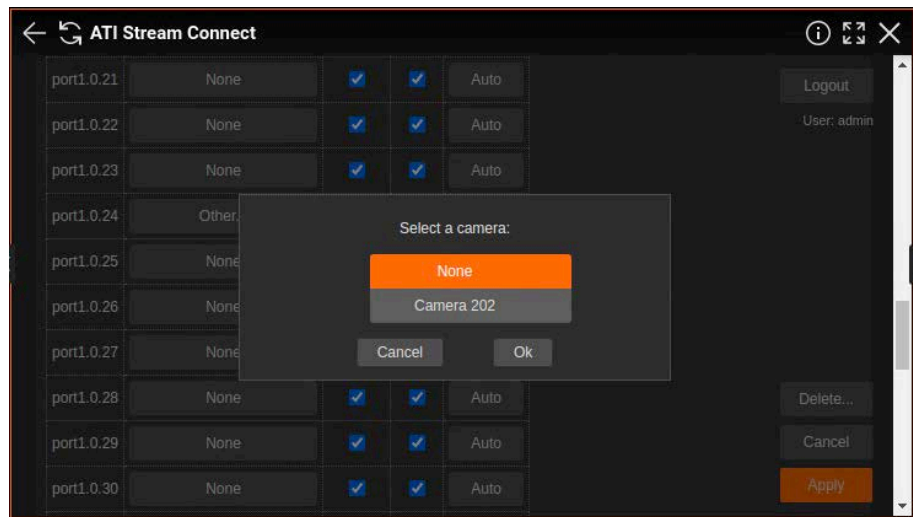 ATI Stream Connect
port1.0.21 None Auto
Logout
port1.0.22 None Auto
User: admin
port1.0.23 None Auto
port1.0.24 Other.
Select a camera:
port1.0.25 None
None
port1.0.26 None
Camera 202
port1.0.27 None
Cancel Ok
port1.0.28 None Auto
Delete...
port1.0.29 None Auto
Cancel
port1.0.30 None Auto
Apply